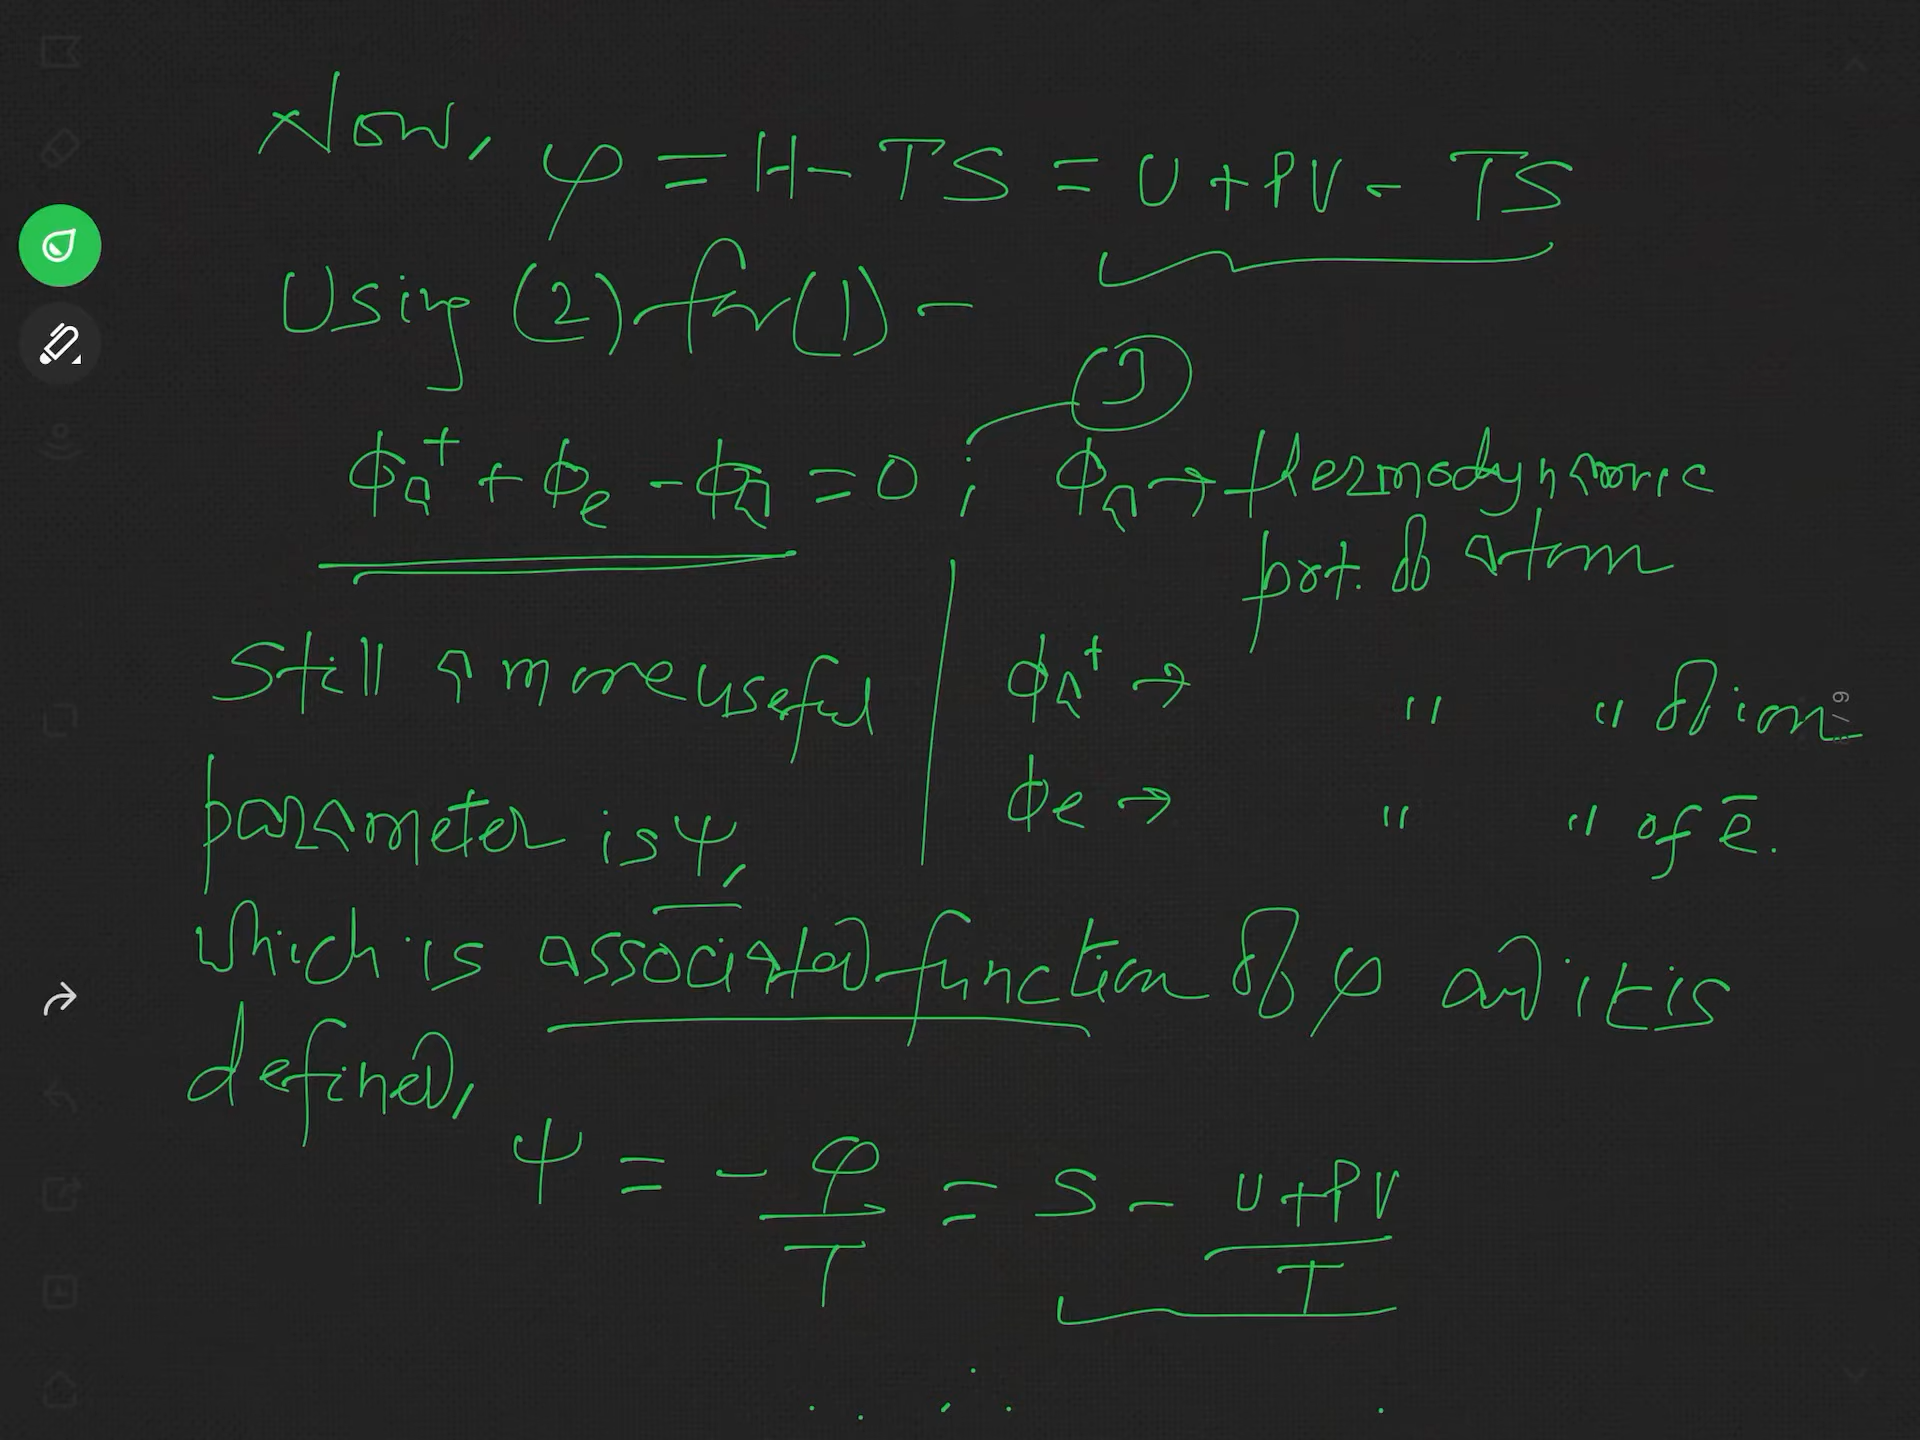 Now, φ = H - TS = U + PV - TS
Using (2) for (1) -
(3)
ϕa⁺ + ϕe - ϕa = 0 ; ϕa → thermodynamic
pot. of atom
Still a more useful
parameter is ψ,
ϕa⁺ → " " of ion
ϕe → " " of e̅.
which is associated function of φ and it is
defined,
ψ = - φ/T = S - (U + PV)/T